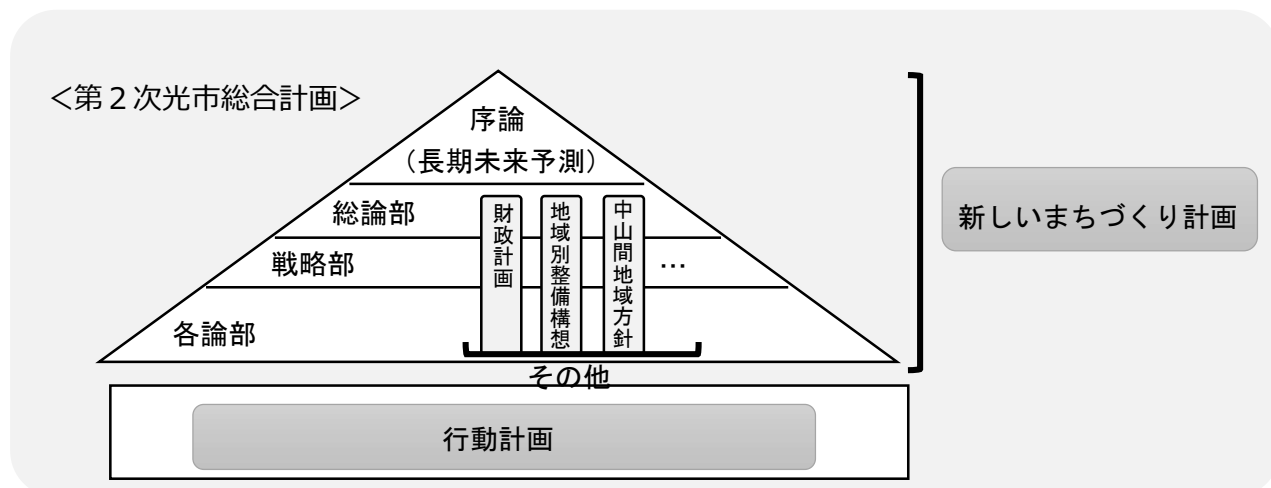 ＜第２次光市総合計画＞
序論
（長期未来予測）
総論部
戦略部
各論部
財政計画
地域別整備構想
中山間地域方針
…
その他
行動計画
新しいまちづくり計画